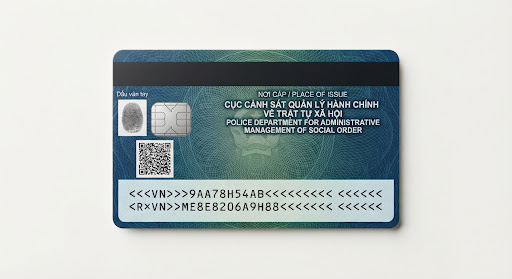 Dấu vân tay
NƠI CẤP / PLACE OF ISSUE
CỤC CẢNH SÁT QUẢN LÝ HÀNH CHÍNH
VỀ TRẬT TỰ XÃ HỘI
POLICE DEPARTMENT FOR ADMINISTRATIVE
MANAGEMENT OF SOCIAL ORDER
<<<VN>>>9AA78H54AB<<<<<<<<< <<<<<<
<R×VN>>ME8E8206A9H88<<<<<<< <<<<<<